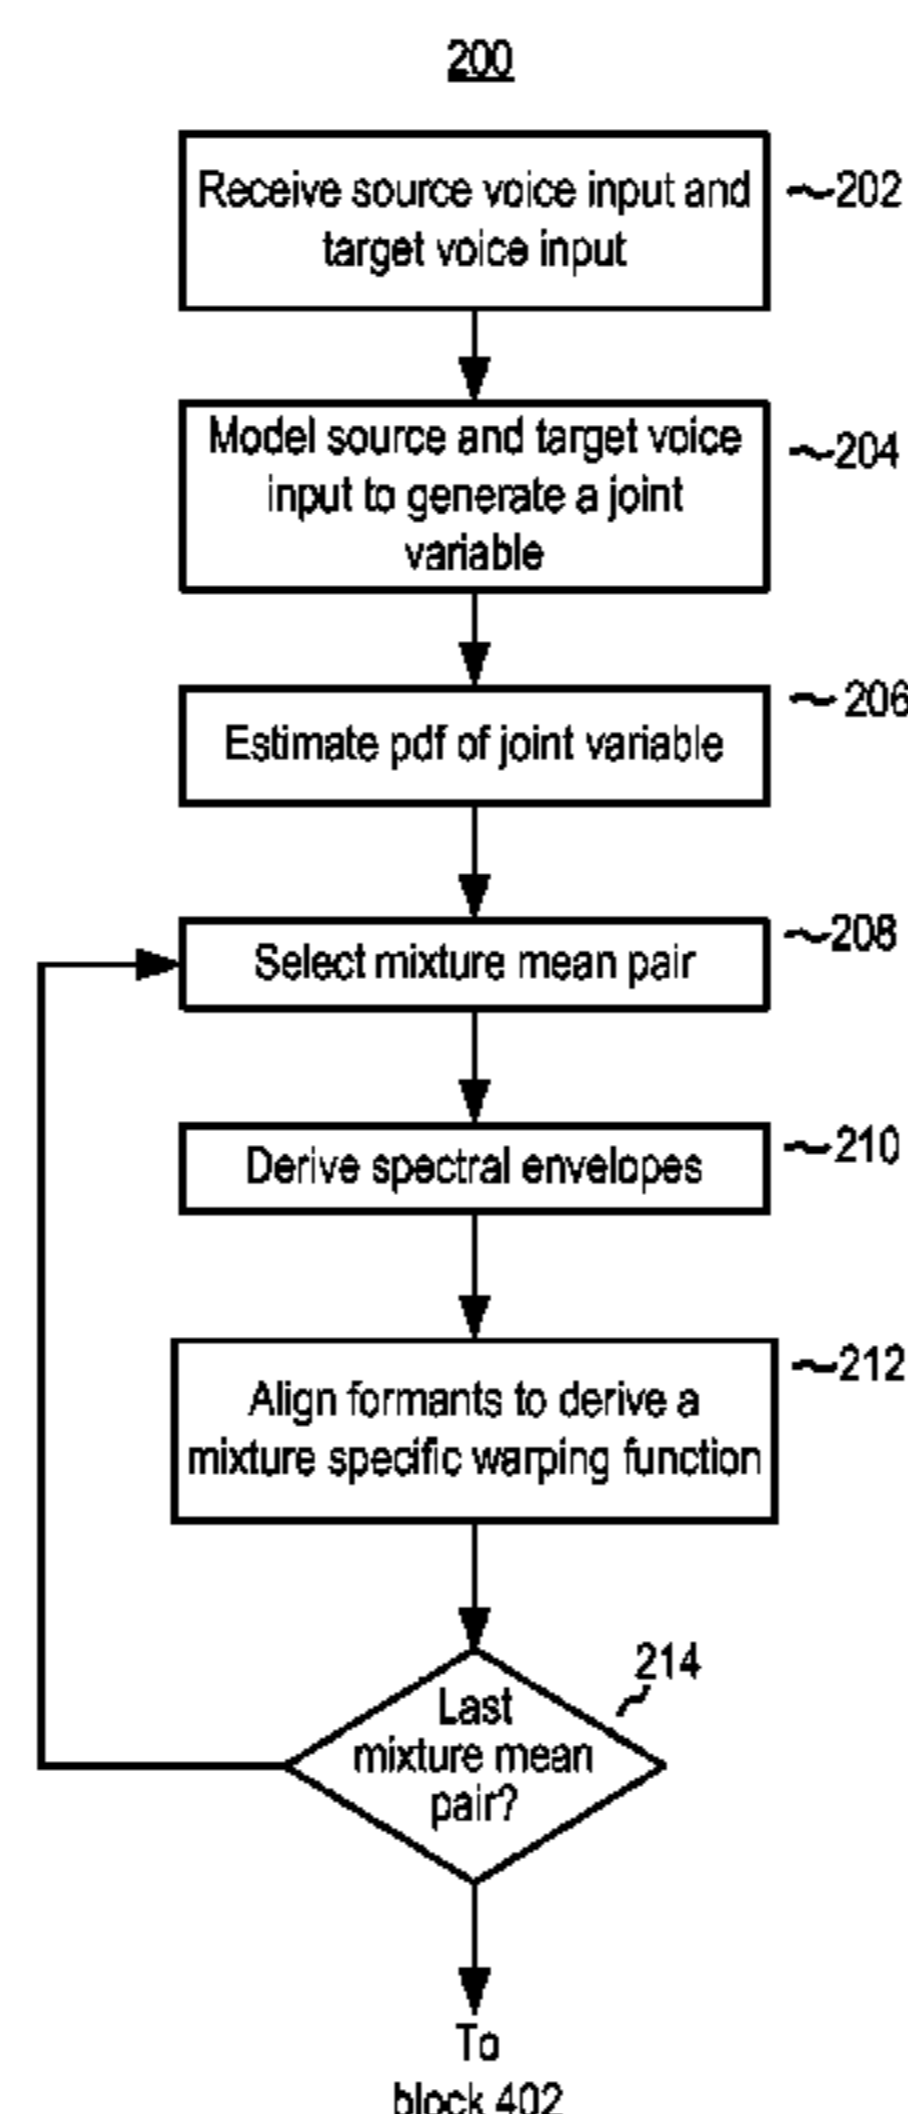 200
Receive source voice input and
target voice input
~202
Model source and target voice
input to generate a joint
variable
~204
Estimate pdf of joint variable
~206
Select mixture mean pair
~208
Derive spectral envelopes
~210
Align formants to derive a
mixture specific warping function
~212
Last
mixture mean
pair?
214
To
block 402